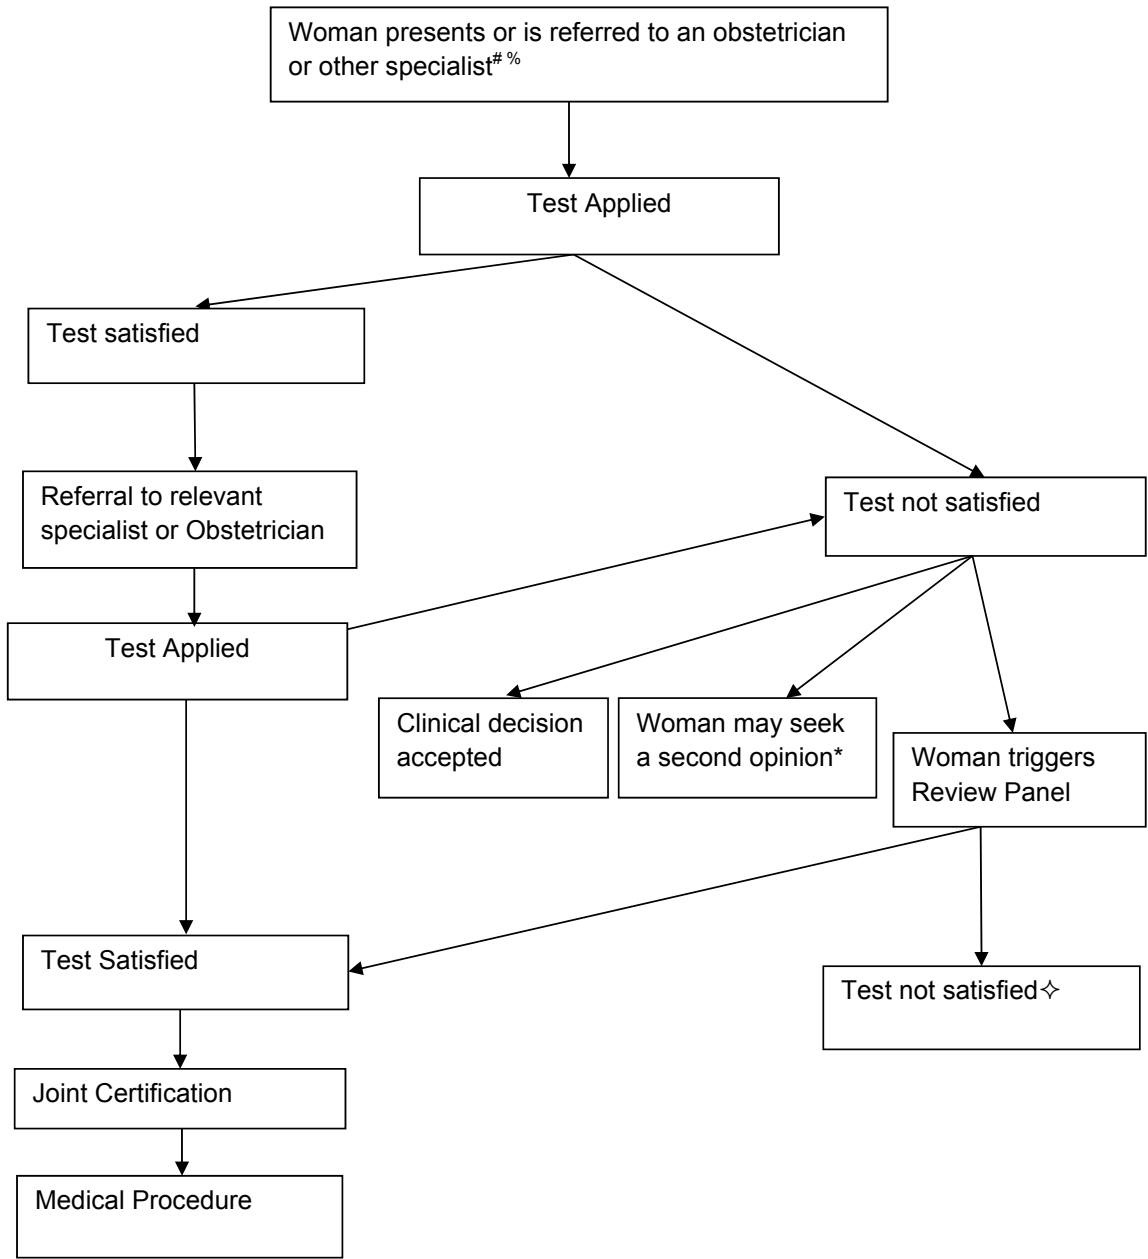 Woman presents or is referred to an obstetrician
or other specialist# %
Test Applied
Test satisfied
Referral to relevant
specialist or Obstetrician
Test not satisfied
Test Applied
Clinical decision
accepted
Woman may seek
a second opinion*
Woman triggers
Review Panel
Test Satisfied
Test not satisfied✧
Joint Certification
Medical Procedure